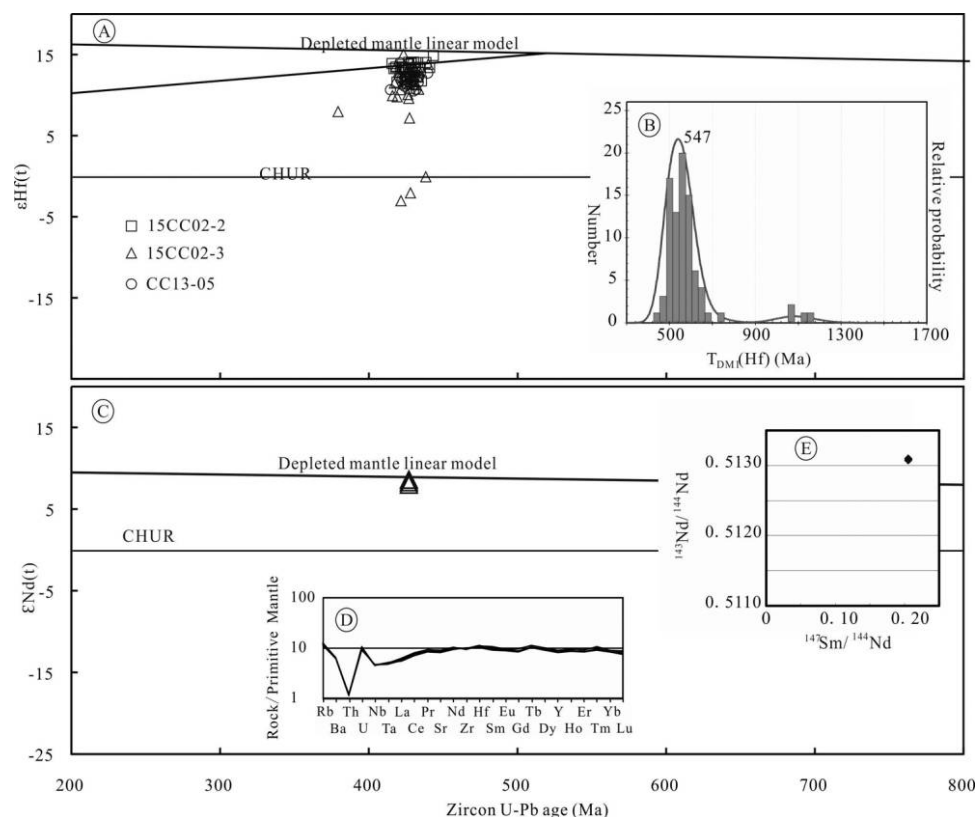 A
15
Depleted mantle linear model
5
CHUR
-5
-15
εHf(t)
15CC02-2
15CC02-3
CC13-05
B
25
20
15
10
5
0
547
Number
Relative probability
500 900 1300 1700
TDM1(Hf) (Ma)
C
15
Depleted mantle linear model
5
CHUR
-5
-15
-25
εNd(t)
D
100
10
1
Rock/Primitive Mantle
Rb Th Nb La Pr Nd Hf Eu Tb Y Er Yb
Ba U Ta Ce Sr Zr Sm Gd Dy Ho Tm Lu
E
0. 5130
0. 5120
0. 5110
143Nd/144Nd
0 0. 10 0. 20
147Sm/144Nd
200 300 400 500 600 700 800
Zircon U-Pb age (Ma)